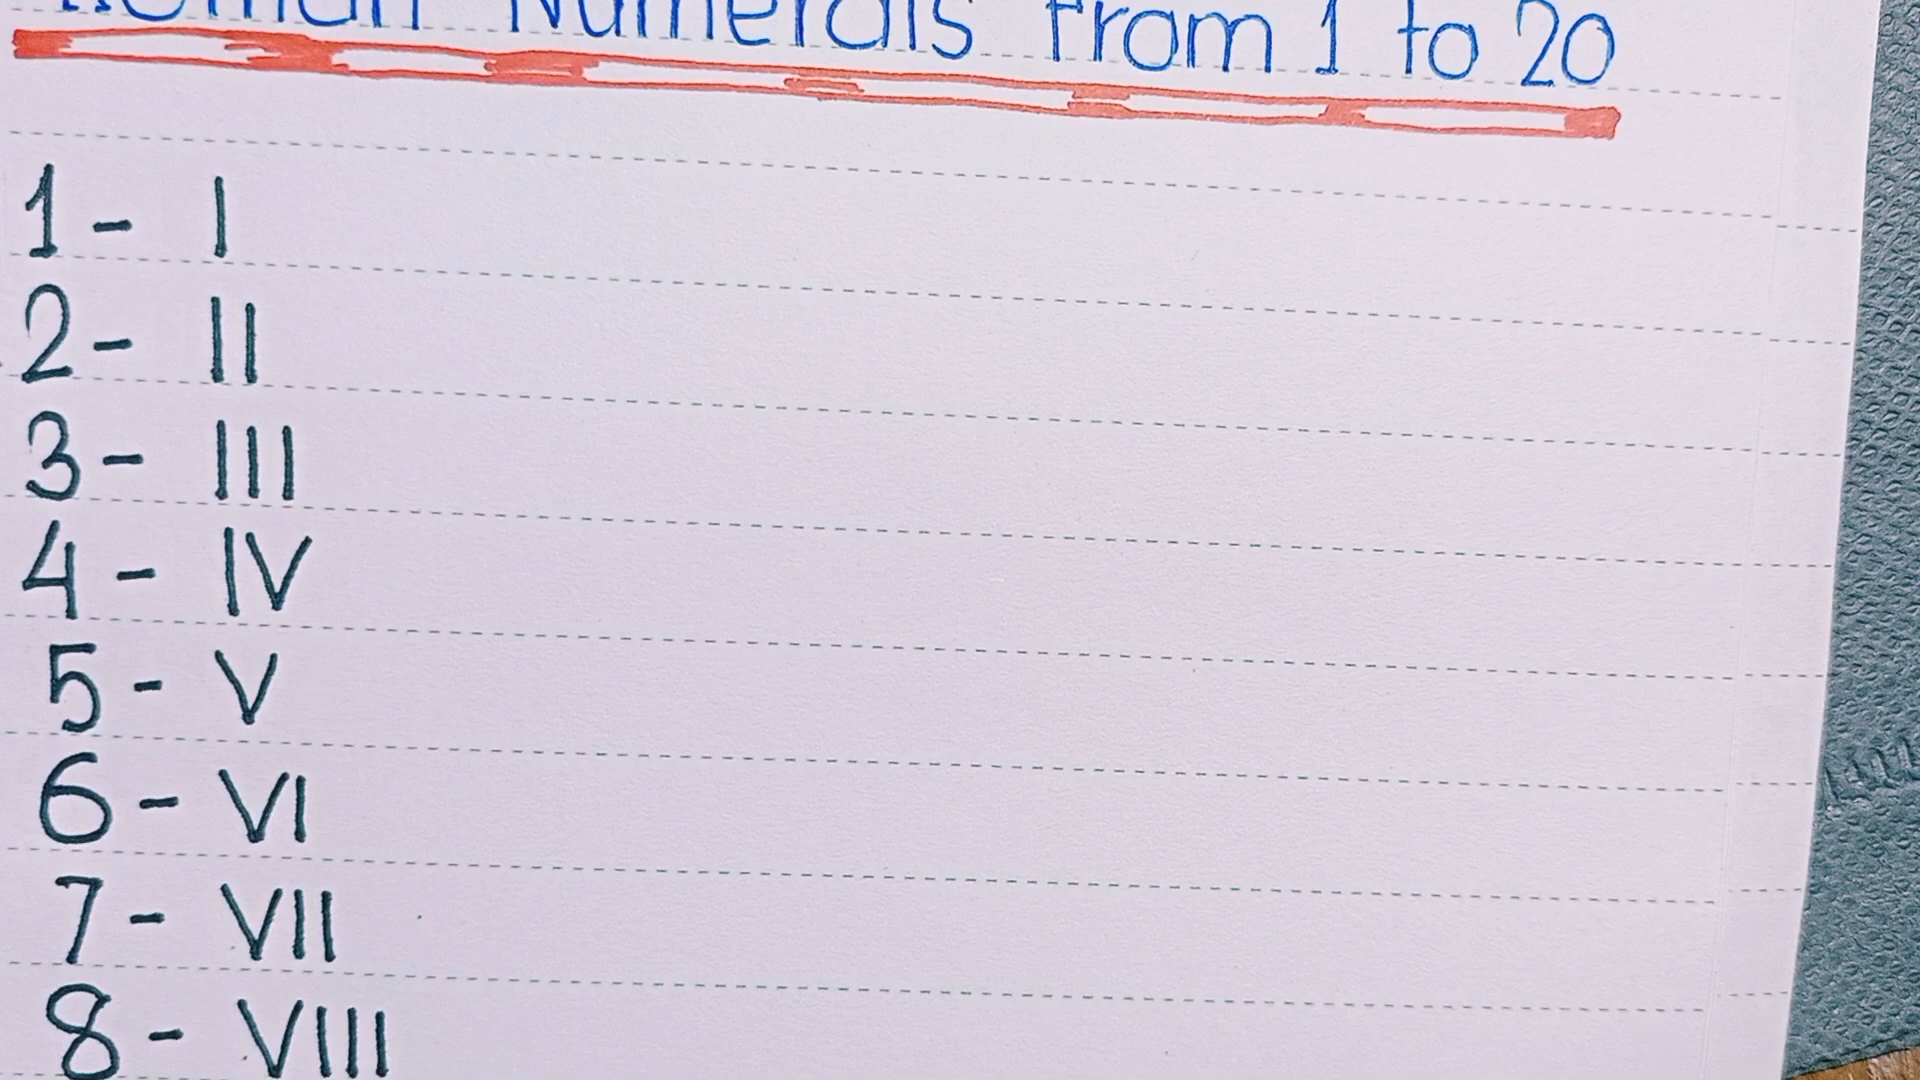 Roman Numerals from 1 to 20
1 - I
2 - II
3 - III
4 - IV
5 - V
6 - VI
7 - VII
8 - VIII